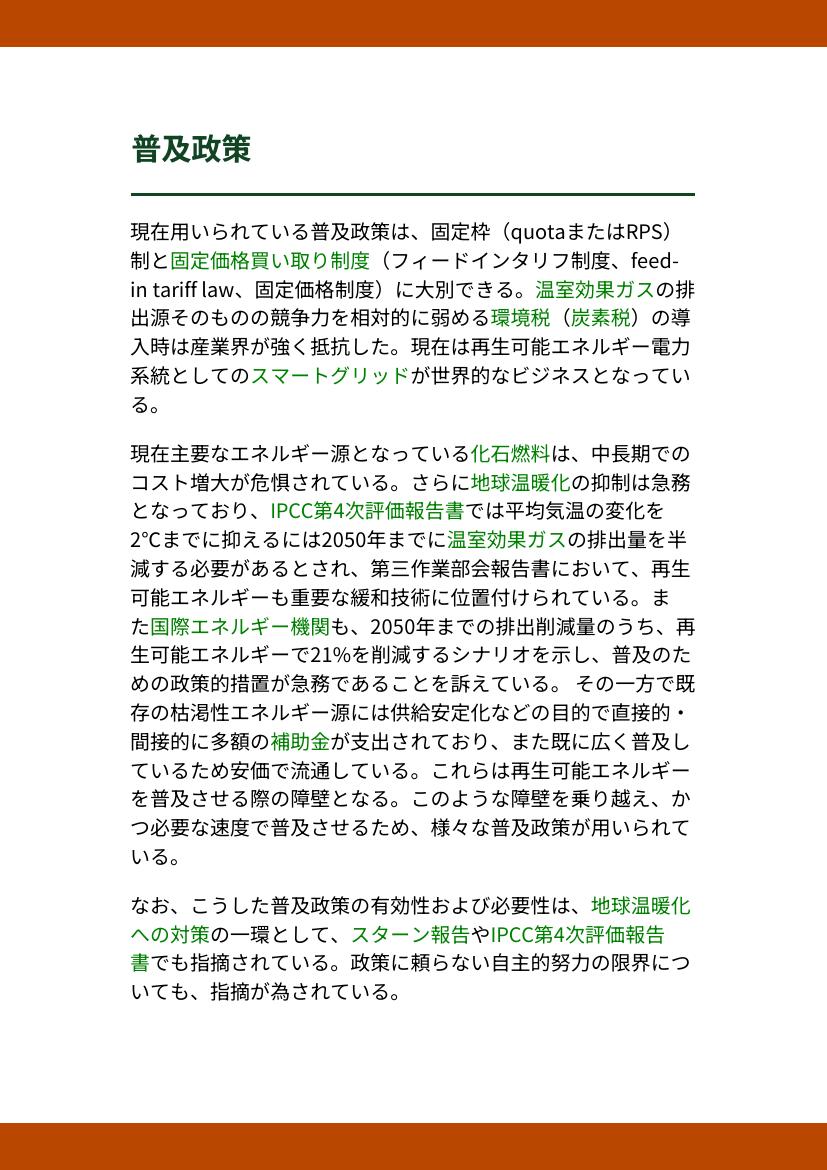 普及政策
現在用いられている普及政策は、固定枠（quotaまたはRPS）
制と固定価格買い取り制度（フィードインタリフ制度、feed-
in tariff law、固定価格制度）に大別できる。温室効果ガスの排
出源そのものの競争力を相対的に弱める環境税（炭素税）の導
入時は産業界が強く抵抗した。現在は再生可能エネルギー電力
系統としてのスマートグリッドが世界的なビジネスとなってい
る。
現在主要なエネルギー源となっている化石燃料は、中長期での
コスト増大が危惧されている。さらに地球温暖化の抑制は急務
となっており、IPCC第4次評価報告書では平均気温の変化を
2℃までに抑えるには2050年までに温室効果ガスの排出量を半
減する必要があるとされ、第三作業部会報告書において、再生
可能エネルギーも重要な緩和技術に位置付けられている。ま
た国際エネルギー機関も、2050年までの排出削減量のうち、再
生可能エネルギーで21%を削減するシナリオを示し、普及のた
めの政策的措置が急務であることを訴えている。 その一方で既
存の枯渇性エネルギー源には供給安定化などの目的で直接的・
間接的に多額の補助金が支出されており、また既に広く普及し
ているため安価で流通している。これらは再生可能エネルギー
を普及させる際の障壁となる。このような障壁を乗り越え、か
つ必要な速度で普及させるため、様々な普及政策が用いられて
いる。
なお、こうした普及政策の有効性および必要性は、地球温暖化
への対策の一環として、スターン報告やIPCC第4次評価報告
書でも指摘されている。政策に頼らない自主的努力の限界につ
いても、指摘が為されている。